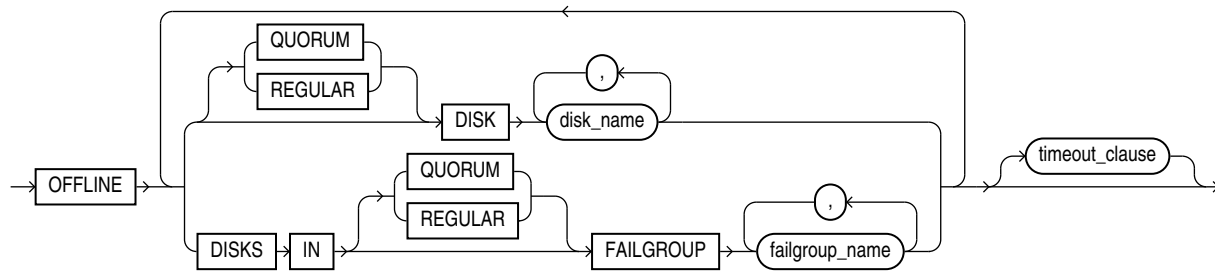 QUORUM
REGULAR
,
DISK
disk_name
timeout_clause
OFFLINE
QUORUM
REGULAR
,
DISKS
IN
FAILGROUP
failgroup_name